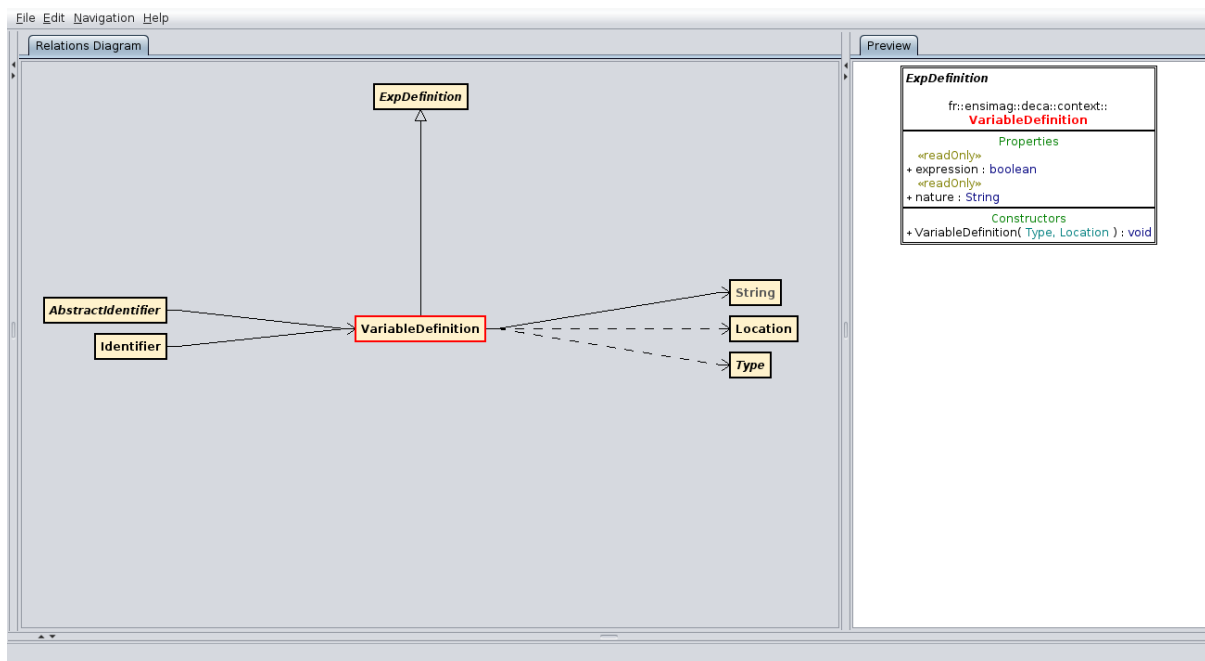 File Edit Navigation Help
Relations Diagram
ExpDefinition
AbstractIdentifier
Identifier
VariableDefinition
String
Location
Type
Preview
ExpDefinition
fr::ensimag::deca::context::
VariableDefinition
Properties
«readOnly»
+ expression : boolean
«readOnly»
+ nature : String
Constructors
+ VariableDefinition( Type, Location ) : void